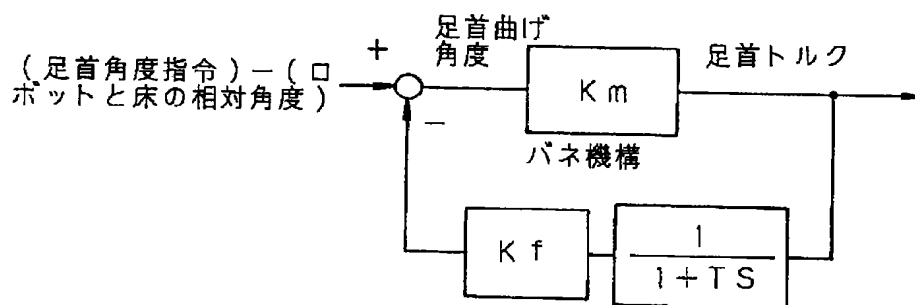 足首曲げ
角度
足首トルク
+
(足首角度指令)−(ロ
ボットと床の相対角度)
Km
−
バネ機構
Kf
1
1+TS